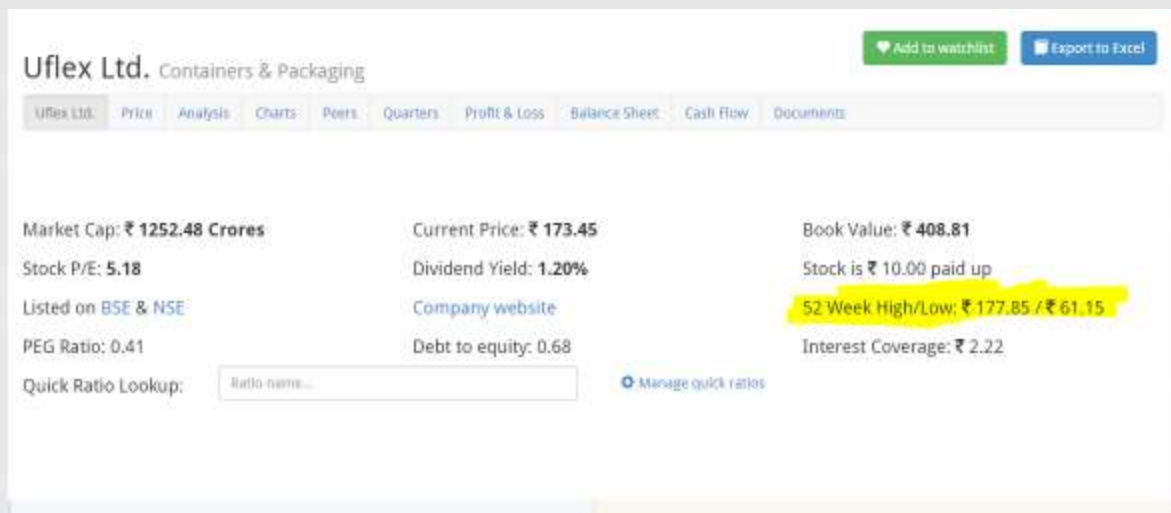 Add to watchlist Export to Excel
Uflex Ltd. Containers & Packaging
Uflex Ltd. Price Analysis Charts Peers Quarters Profit & Loss Balance Sheet Cash Flow Documents
Market Cap: ₹ 1252.48 Crores Current Price: ₹ 173.45 Book Value: ₹ 408.81
Stock P/E: 5.18 Dividend Yield: 1.20% Stock is ₹ 10.00 paid up
Listed on BSE & NSE Company website 52 Week High/Low: ₹ 177.85 / ₹ 61.15
PEG Ratio: 0.41 Debt to equity: 0.68 Interest Coverage: ₹ 2.22
Quick Ratio Lookup: Ratio name... Manage quick ratios